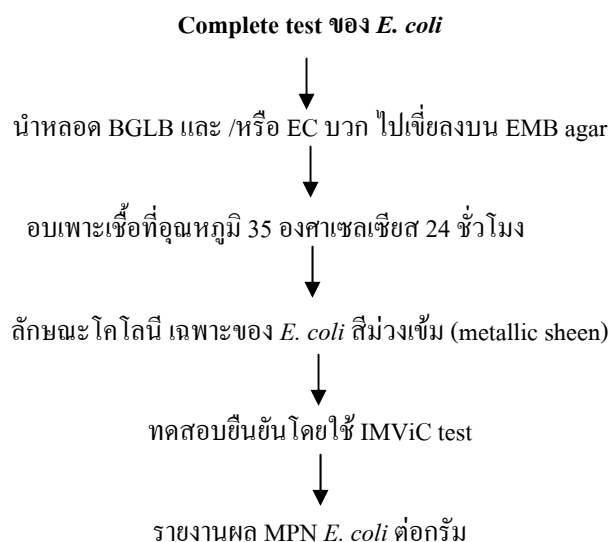 Complete test ของ E. coli
นำหลอด BGLB และ /หรือ EC บวก ไปเขี่ยลงบน EMB agar
อบเพาะเชื้อที่อุณหภูมิ 35 องศาเซลเซียส 24 ชั่วโมง
ลักษณะโคโลนี เฉพาะของ E. coli สีม่วงเข้ม (metallic sheen)
ทดสอบยืนยันโดยใช้ IMViC test
รายงานผล MPN E. coli ต่อกรัม